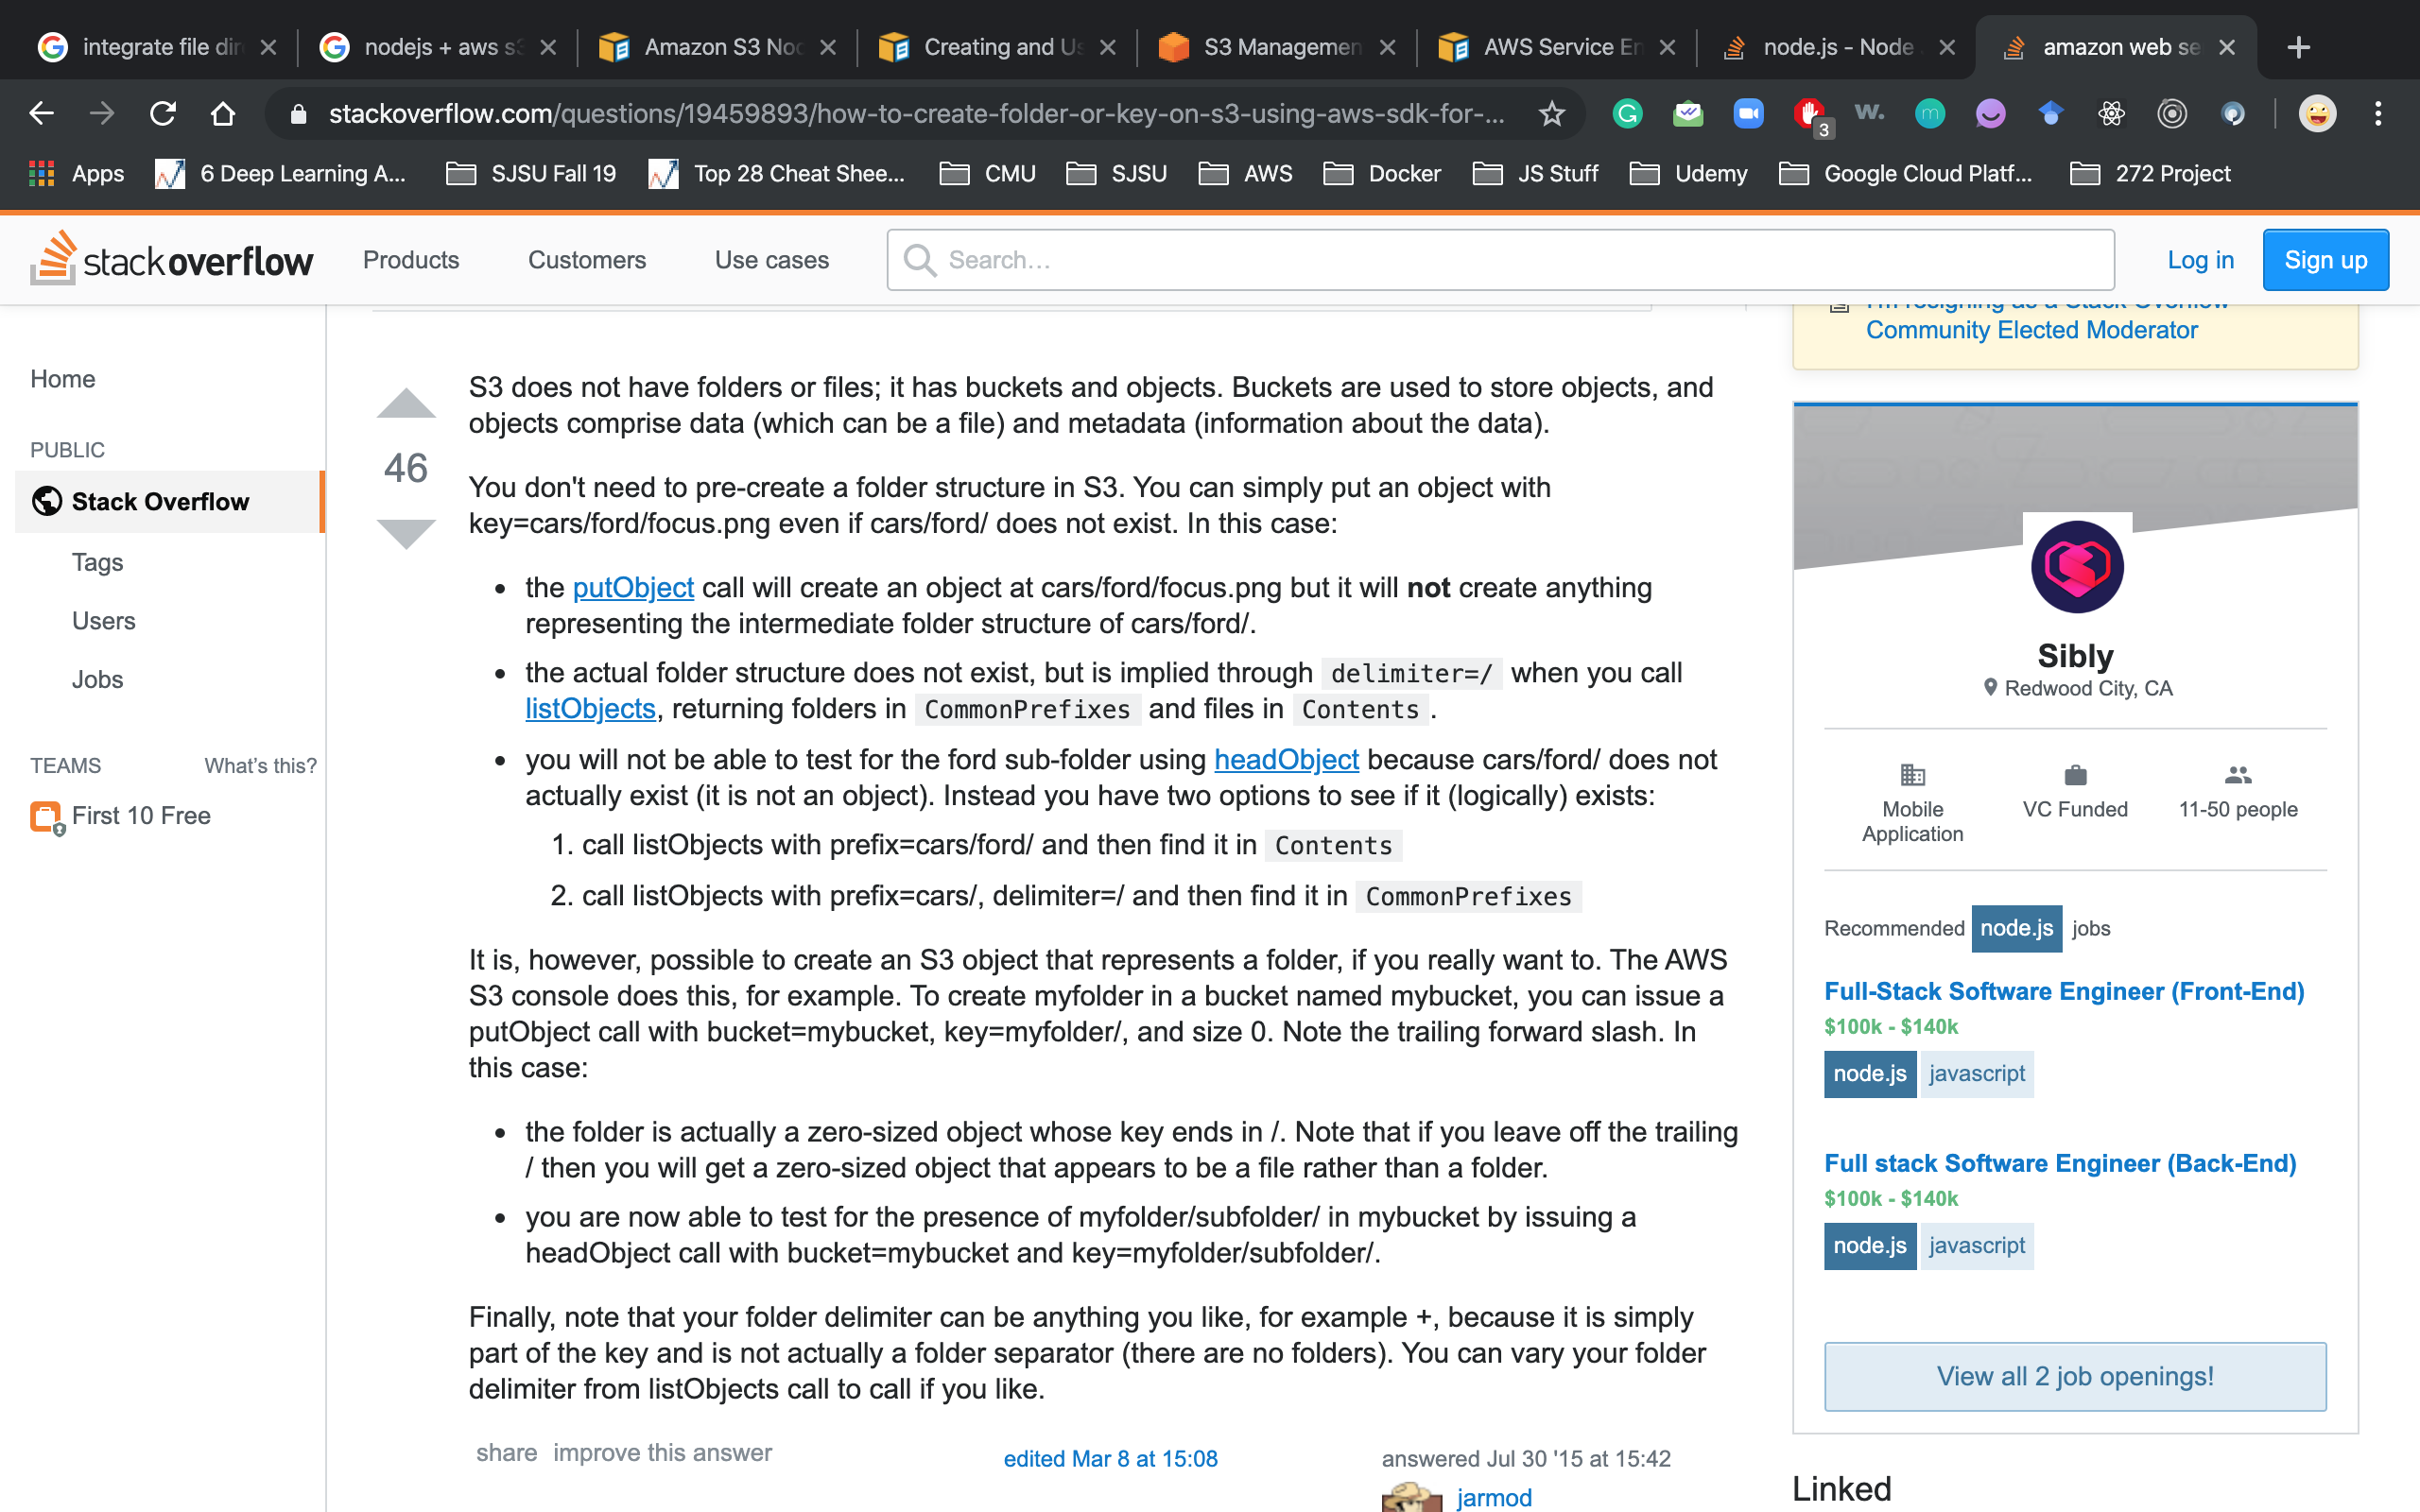 integrate file dir
nodejs + aws s3
Amazon S3 Nod
Creating and Us
S3 Managemen
AWS Service En
node.js - Node
amazon web se
stackoverflow.com/questions/19459893/how-to-create-folder-or-key-on-s3-using-aws-sdk-for-...
3
Apps
6 Deep Learning A...
SJSU Fall 19
Top 28 Cheat Shee...
CMU
SJSU
AWS
Docker
JS Stuff
Udemy
Google Cloud Platf...
272 Project
stackoverflow
Products
Customers
Use cases
Search...
Log in
Sign up
Home
PUBLIC
Stack Overflow
Tags
Users
Jobs
TEAMS
What's this?
First 10 Free
46
S3 does not have folders or files; it has buckets and objects. Buckets are used to store objects, and
objects comprise data (which can be a file) and metadata (information about the data).
You don't need to pre-create a folder structure in S3. You can simply put an object with
key=cars/ford/focus.png even if cars/ford/ does not exist. In this case:
• the putObject call will create an object at cars/ford/focus.png but it will not create anything
representing the intermediate folder structure of cars/ford/.
• the actual folder structure does not exist, but is implied through delimiter=/ when you call
listObjects, returning folders in CommonPrefixes and files in Contents .
• you will not be able to test for the ford sub-folder using headObject because cars/ford/ does not
actually exist (it is not an object). Instead you have two options to see if it (logically) exists:
1. call listObjects with prefix=cars/ford/ and then find it in Contents
2. call listObjects with prefix=cars/, delimiter=/ and then find it in CommonPrefixes
It is, however, possible to create an S3 object that represents a folder, if you really want to. The AWS
S3 console does this, for example. To create myfolder in a bucket named mybucket, you can issue a
putObject call with bucket=mybucket, key=myfolder/, and size 0. Note the trailing forward slash. In
this case:
• the folder is actually a zero-sized object whose key ends in /. Note that if you leave off the trailing
/ then you will get a zero-sized object that appears to be a file rather than a folder.
• you are now able to test for the presence of myfolder/subfolder/ in mybucket by issuing a
headObject call with bucket=mybucket and key=myfolder/subfolder/.
Finally, note that your folder delimiter can be anything you like, for example +, because it is simply
part of the key and is not actually a folder separator (there are no folders). You can vary your folder
delimiter from listObjects call to call if you like.
share improve this answer
edited Mar 8 at 15:08
answered Jul 30 '15 at 15:42
jarmod
I'm resigning as a Stack Overflow
Community Elected Moderator
Sibly
Redwood City, CA
Mobile
Application
VC Funded
11-50 people
Recommended node.js jobs
Full-Stack Software Engineer (Front-End)
$100k - $140k
node.js javascript
Full stack Software Engineer (Back-End)
$100k - $140k
node.js javascript
View all 2 job openings!
Linked